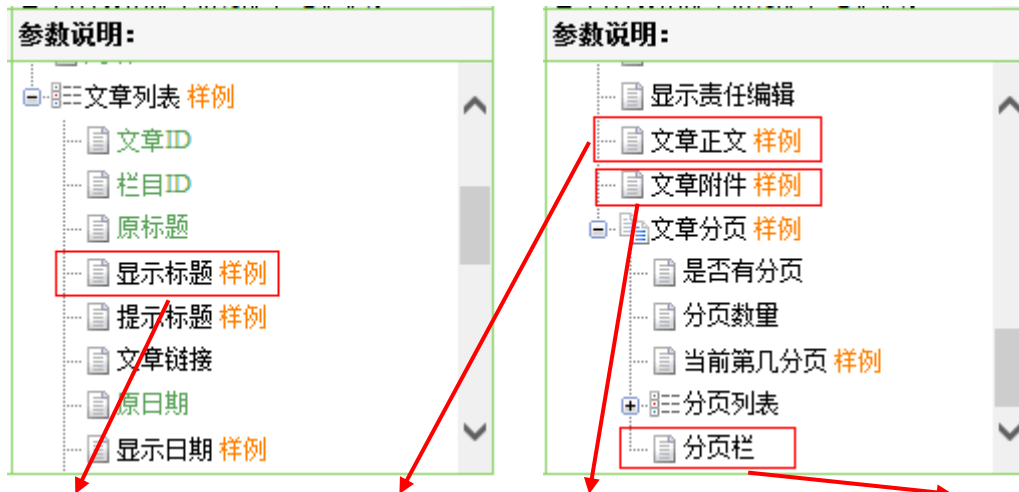 参数说明：
文章列表 样例
文章ID
栏目ID
原标题
显示标题 样例
提示标题 样例
文章链接
原日期
显示日期 样例
参数说明：
显示责任编辑
文章正文 样例
文章附件 样例
文章分页 样例
是否有分页
分页数量
当前第几分页 样例
分页列表
分页栏